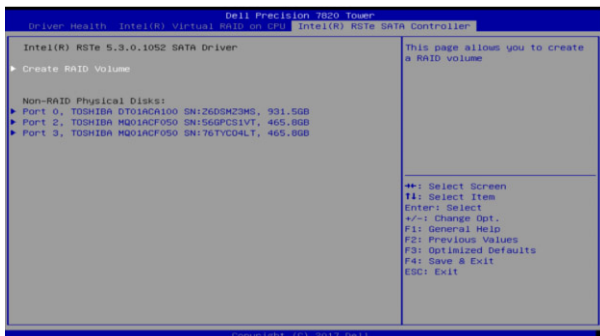 Dell Precision 7820 Tower
Driver Health Intel(R) Virtual RAID on CPU Intel(R) RSTe SATA Controller
Intel(R) RSTe 5.3.0.1052 SATA Driver
Create RAID Volume
Non-RAID Physical Disks:
Port 0, TOSHIBA DT01ACA100 SN:Z6DSMZ3MS, 931.5GB
Port 2, TOSHIBA MQ01ACF050 SN:56GPCS1VT, 465.8GB
Port 3, TOSHIBA MQ01ACF050 SN:76TYCO4LT, 465.8GB
This page allows you to create
a RAID volume
→←: Select Screen
↑↓: Select Item
Enter: Select
+/-: Change Opt.
F1: General Help
F2: Previous Values
F3: Optimized Defaults
F4: Save & Exit
ESC: Exit
Copyright (C) 2017 Dell